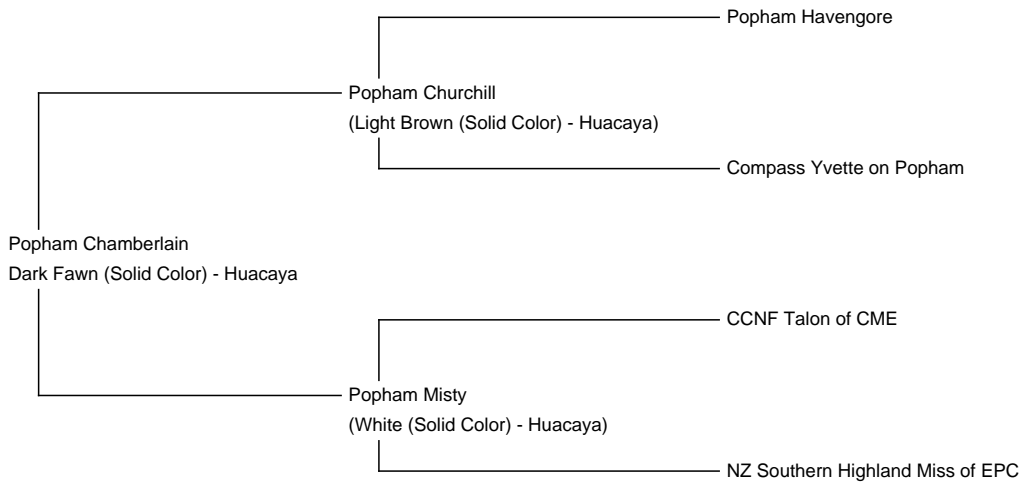 Popham Havengore
Popham Churchill
(Light Brown (Solid Color) - Huacaya)
Compass Yvette on Popham
Popham Chamberlain
Dark Fawn (Solid Color) - Huacaya
CCNF Talon of CME
Popham Misty
(White (Solid Color) - Huacaya)
NZ Southern Highland Miss of EPC